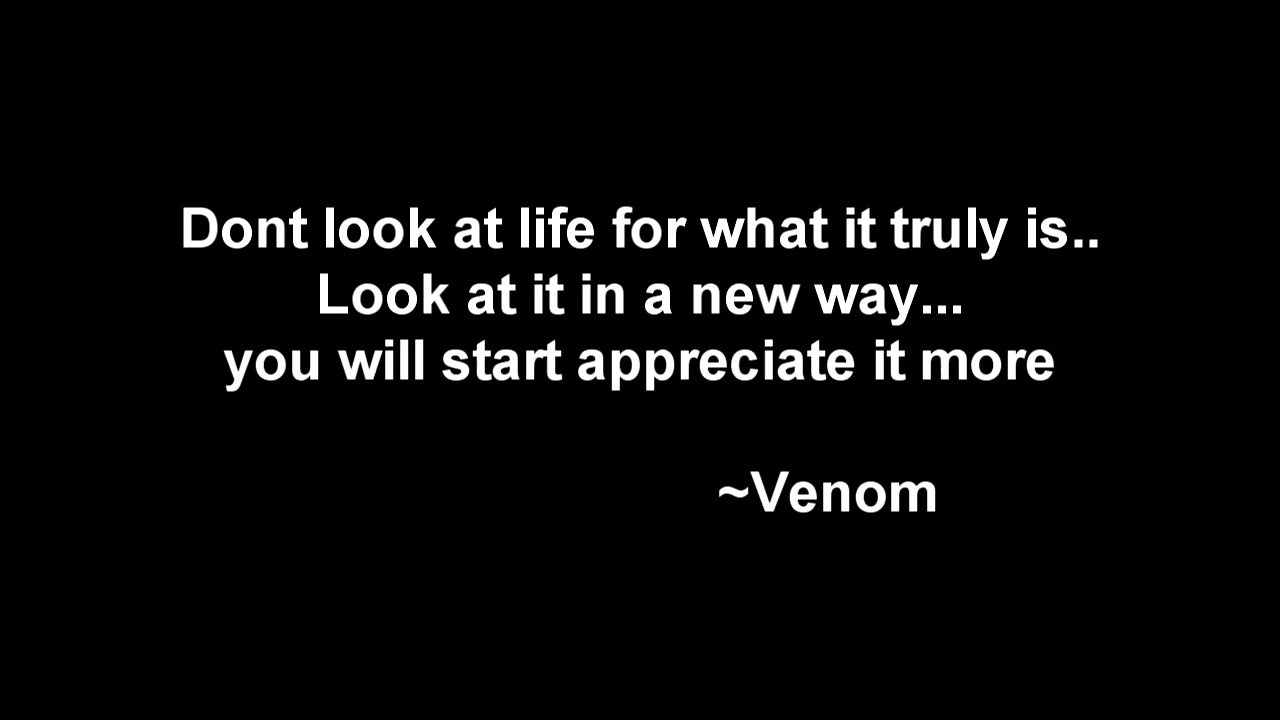 Dont look at life for what it truly is..
Look at it in a new way...
you will start appreciate it more
~Venom